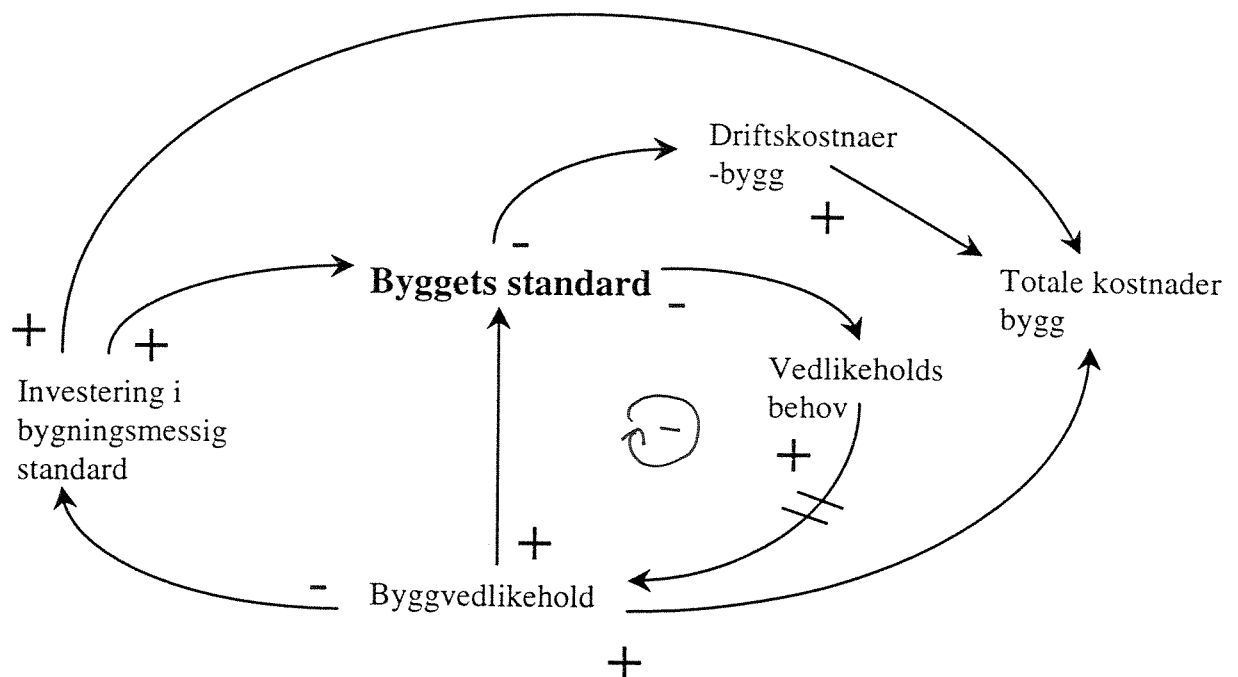 Driftskostnaer
-bygg
+
-
Byggets standard
-
Totale kostnader
bygg
+
+
Investering i
bygningsmessig
standard
Vedlikeholds
behov
-
+
+
-
Byggvedlikehold
+